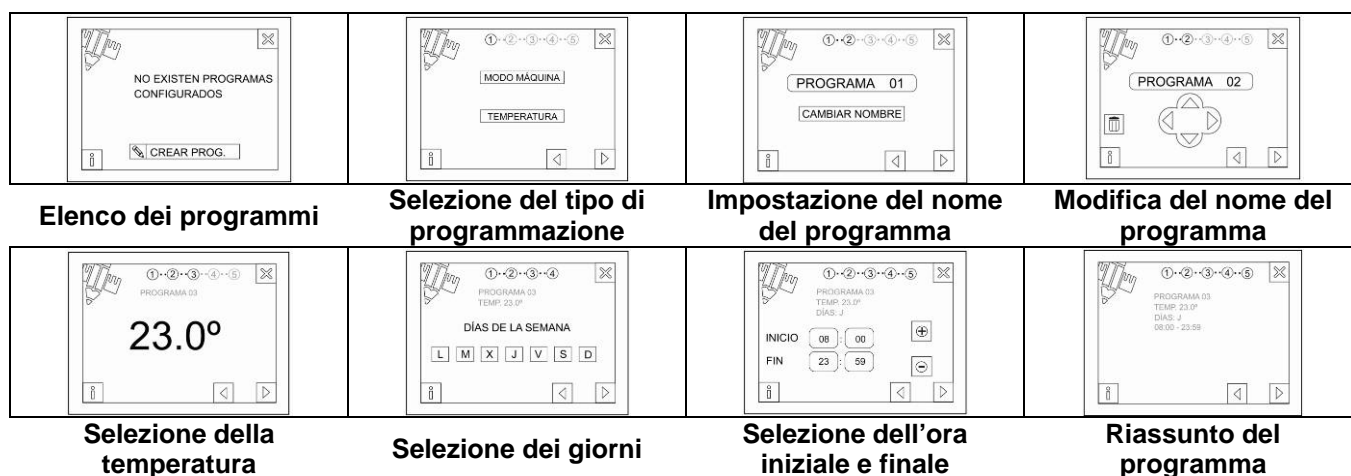 NO EXISTEN PROGRAMAS
CONFIGURADOS
CREAR PROG.
i
Elenco dei programmi
1··2··3··4··5
MODO MÁQUINA
TEMPERATURA
i
Selezione del tipo di
programmazione
1··2··3··4··5
PROGRAMA 01
CAMBIAR NOMBRE
i
Impostazione del nome
del programma
1··2··3··4··5
PROGRAMA 02
i
Modifica del nome del
programma
1··2··3··4··5
PROGRAMA 03
23.0º
i
Selezione della
temperatura
1··2··3··4
PROGRAMA 03
TEMP. 23.0º
DÍAS DE LA SEMANA
L M X J V S D
i
Selezione dei giorni
1··2··3··4··5
PROGRAMA 03
TEMP. 23.0º
DÍAS: J
INICIO 08 : 00
FIN 23 : 59
i
Selezione dell'ora
iniziale e finale
1··2··3··4··5
PROGRAMA 03
TEMP. 23.0º
DÍAS: J
08:00 - 23:59
i
Riassunto del
programma